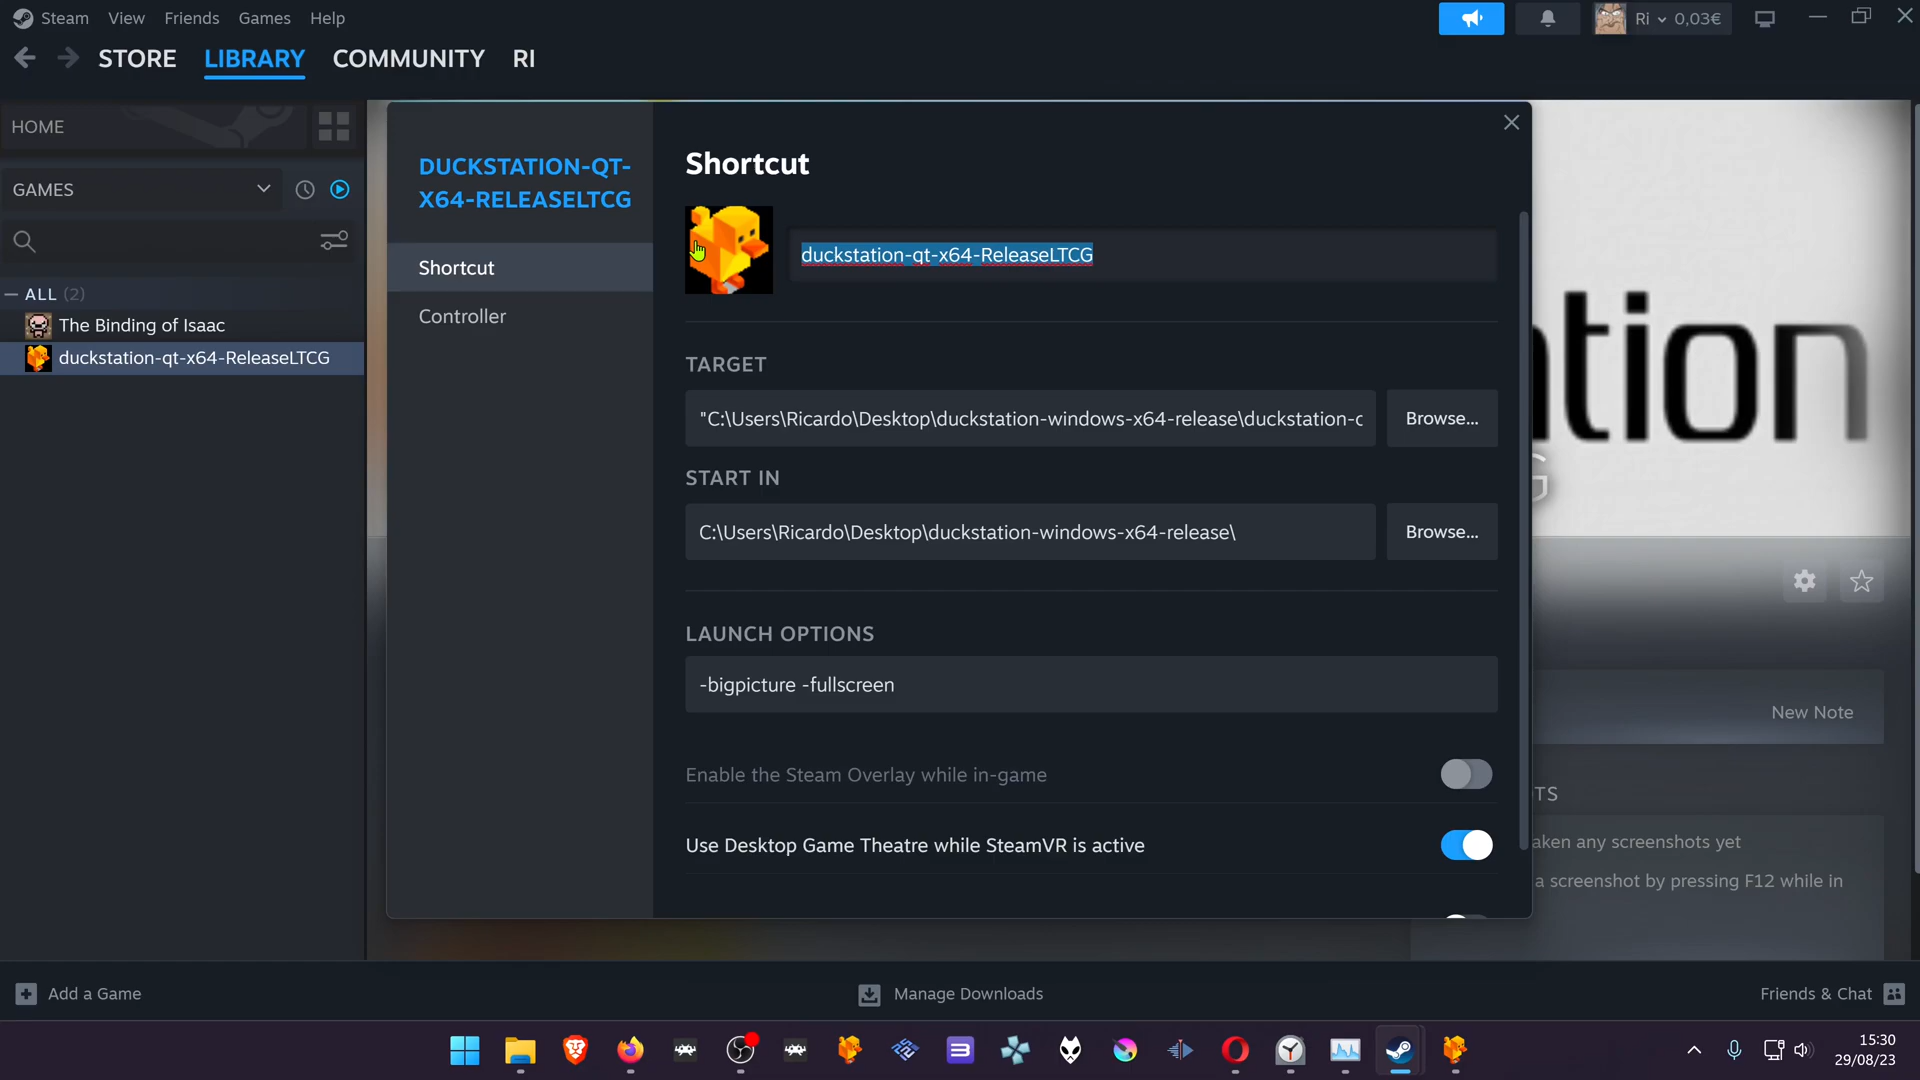 Steam View Friends Games Help
Ri 0,03€
STORE LIBRARY COMMUNITY RI
HOME
GAMES
ALL (2)
The Binding of Isaac
duckstation-qt-x64-ReleaseLTCG
DUCKSTATION-QT-
X64-RELEASELTCG
Shortcut
Controller
Shortcut
duckstation-qt-x64-ReleaseLTCG
TARGET
"C:\Users\Ricardo\Desktop\duckstation-windows-x64-release\duckstation-c
Browse...
START IN
C:\Users\Ricardo\Desktop\duckstation-windows-x64-release\
Browse...
LAUNCH OPTIONS
-bigpicture -fullscreen
Enable the Steam Overlay while in-game
Use Desktop Game Theatre while SteamVR is active
ation
G
New Note
TS
aken any screenshots yet
a screenshot by pressing F12 while in
Add a Game
Manage Downloads
Friends & Chat
15:30
29/08/23